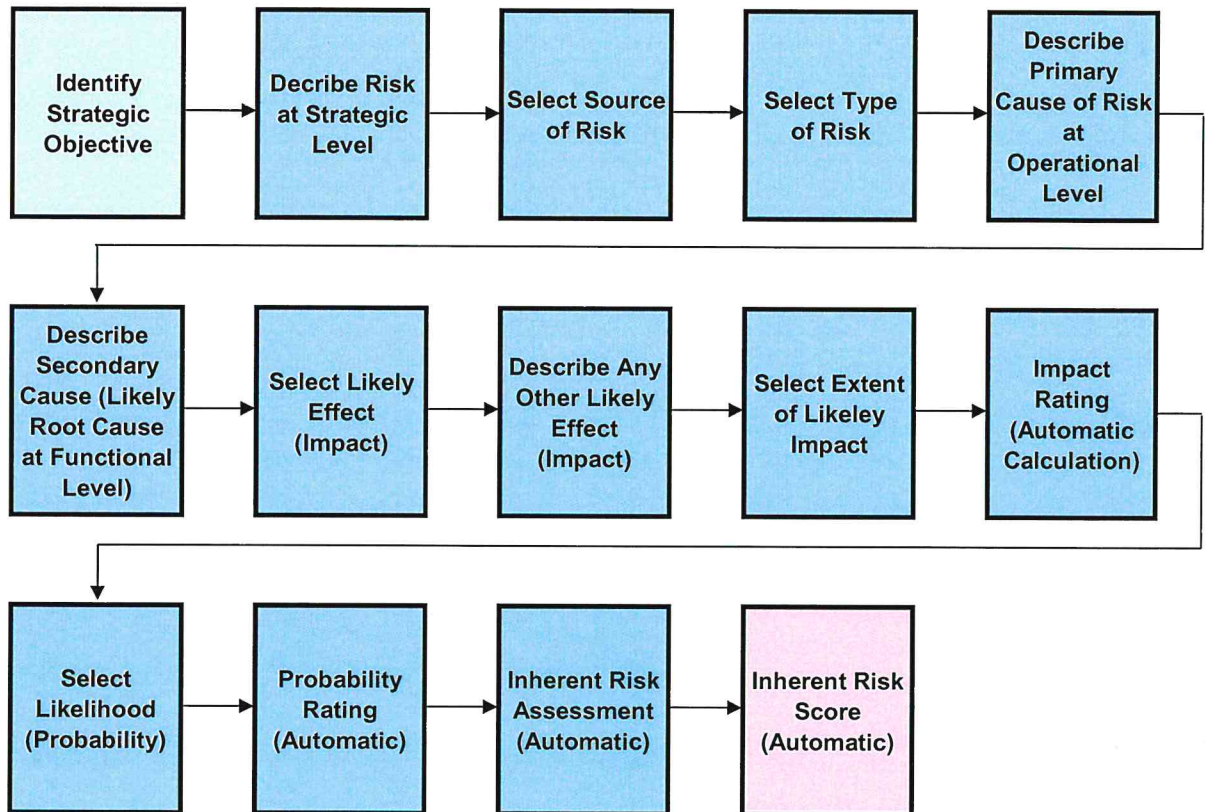 Identify
Strategic
Objective
Decribe Risk
at Strategic
Level
Select Source
of Risk
Select Type
of Risk
Describe
Primary
Cause of Risk
at
Operational
Level
Describe
Secondary
Cause (Likely
Root Cause
at Functional
Level)
Select Likely
Effect
(Impact)
Describe Any
Other Likely
Effect
(Impact)
Select Extent
of Likeley
Impact
Impact
Rating
(Automatic
Calculation)
Select
Likelihood
(Probability)
Probability
Rating
(Automatic)
Inherent Risk
Assessment
(Automatic)
Inherent Risk
Score
(Automatic)